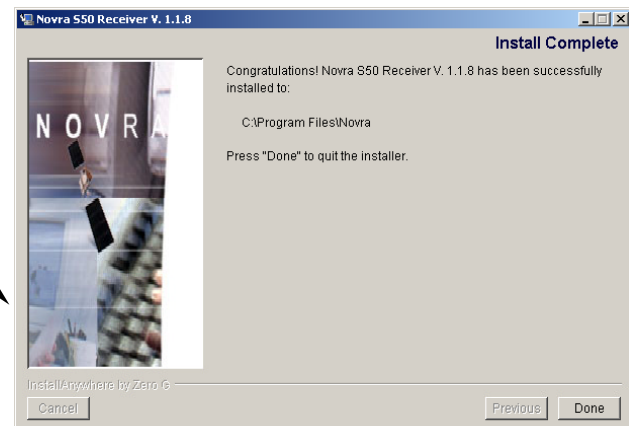 Novra S50 Receiver V. 1.1.8
Install Complete
Congratulations! Novra S50 Receiver V. 1.1.8 has been successfully
installed to:
C:\Program Files\Novra
Press "Done" to quit the installer.
NOVRA
InstallAnywhere by Zero G
Cancel
Previous
Done